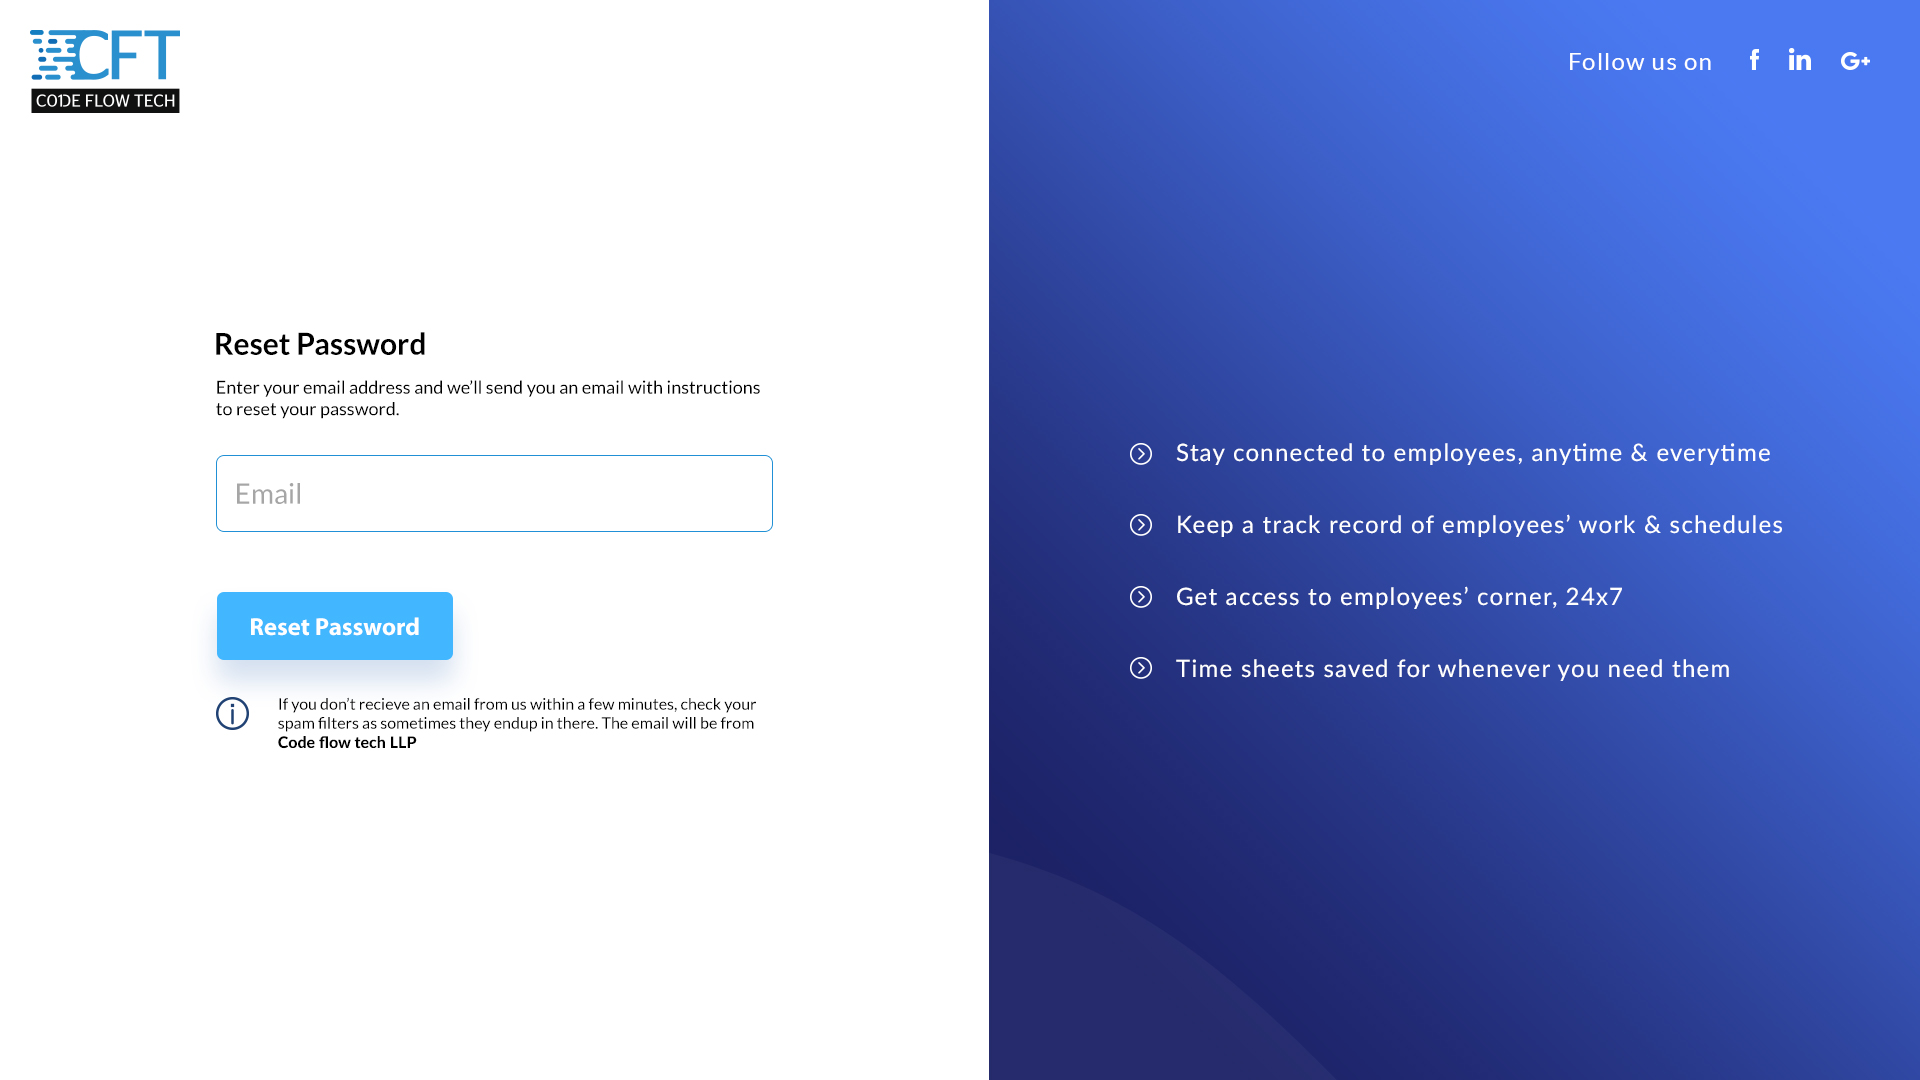 CFT
CODE FLOW TECH
Follow us on
f in G+
Reset Password
Enter your email address and we’ll send you an email with instructions
to reset your password.
Email
Reset Password
If you don’t recieve an email from us within a few minutes, check your
spam filters as sometimes they endup in there. The email will be from
Code flow tech LLP
Stay connected to employees, anytime & everytime
Keep a track record of employees’ work & schedules
Get access to employees’ corner, 24x7
Time sheets saved for whenever you need them